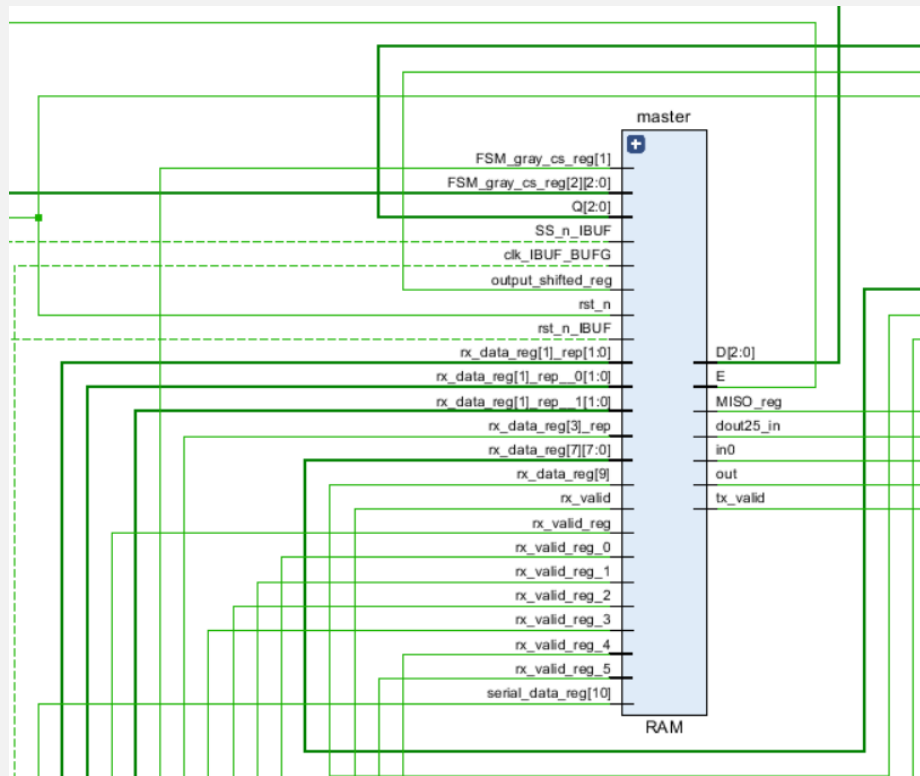 master
FSM_gray_cs_reg[1]
FSM_gray_cs_reg[2][2:0]
Q[2:0]
SS_n_IBUF
clk_IBUF_BUFG
output_shifted_reg
rst_n
rst_n_IBUF
rx_data_reg[1]_rep[1:0]
rx_data_reg[1]_rep__0[1:0]
rx_data_reg[1]_rep__1[1:0]
rx_data_reg[3]_rep
rx_data_reg[7][7:0]
rx_data_reg[9]
rx_valid
rx_valid_reg
rx_valid_reg_0
rx_valid_reg_1
rx_valid_reg_2
rx_valid_reg_3
rx_valid_reg_4
rx_valid_reg_5
serial_data_reg[10]
D[2:0]
E
MISO_reg
dout25_in
in0
out
tx_valid
RAM